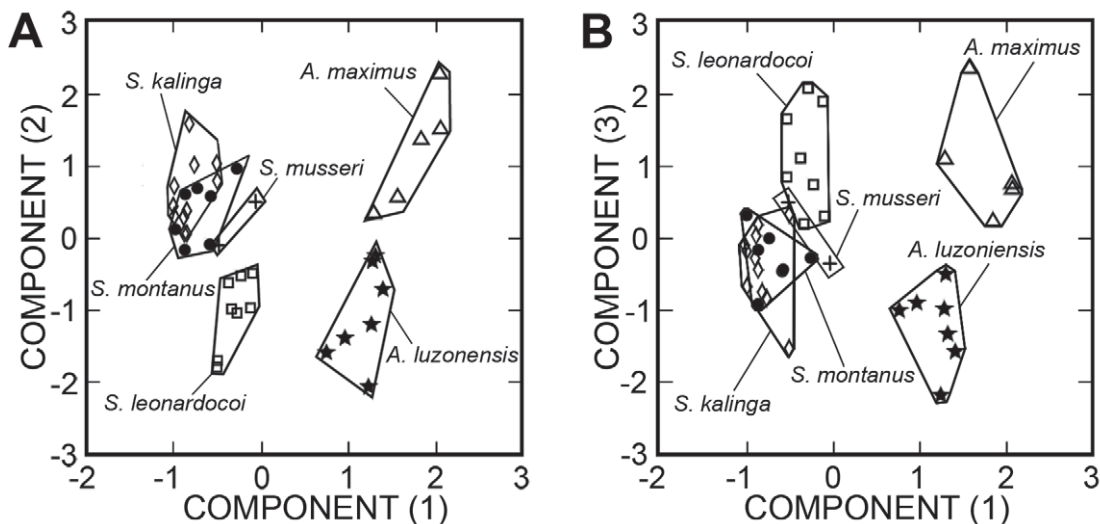 A
COMPONENT (2)
3
2
1
0
-1
-2
-3
S. kalinga
A. maximus
S. musseri
S. montanus
A. luzonensis
S. leonardocoi
-2
-1
0
1
2
3
COMPONENT (1)
B
COMPONENT (3)
3
2
1
0
-1
-2
-3
S. leonardocoi
A. maximus
S. musseri
A. luzoniensis
S. montanus
S. kalinga
-2
-1
0
1
2
3
COMPONENT (1)